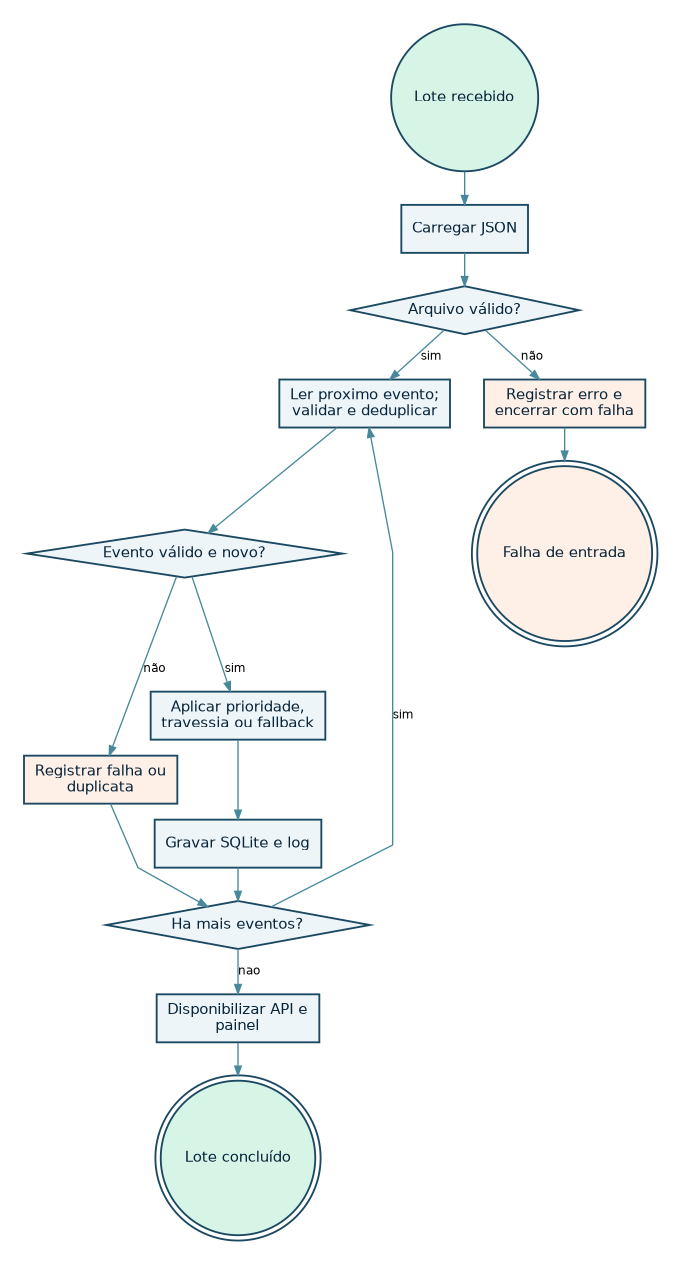 Lote recebido
Carregar JSON
Arquivo válido?
sim
não
Ler proximo evento;
validar e deduplicar
Registrar erro e
encerrar com falha
Evento válido e novo?
Falha de entrada
não
sim
Aplicar prioridade,
travessia ou fallback
sim
Registrar falha ou
duplicata
Gravar SQLite e log
Ha mais eventos?
nao
Disponibilizar API e
painel
Lote concluído